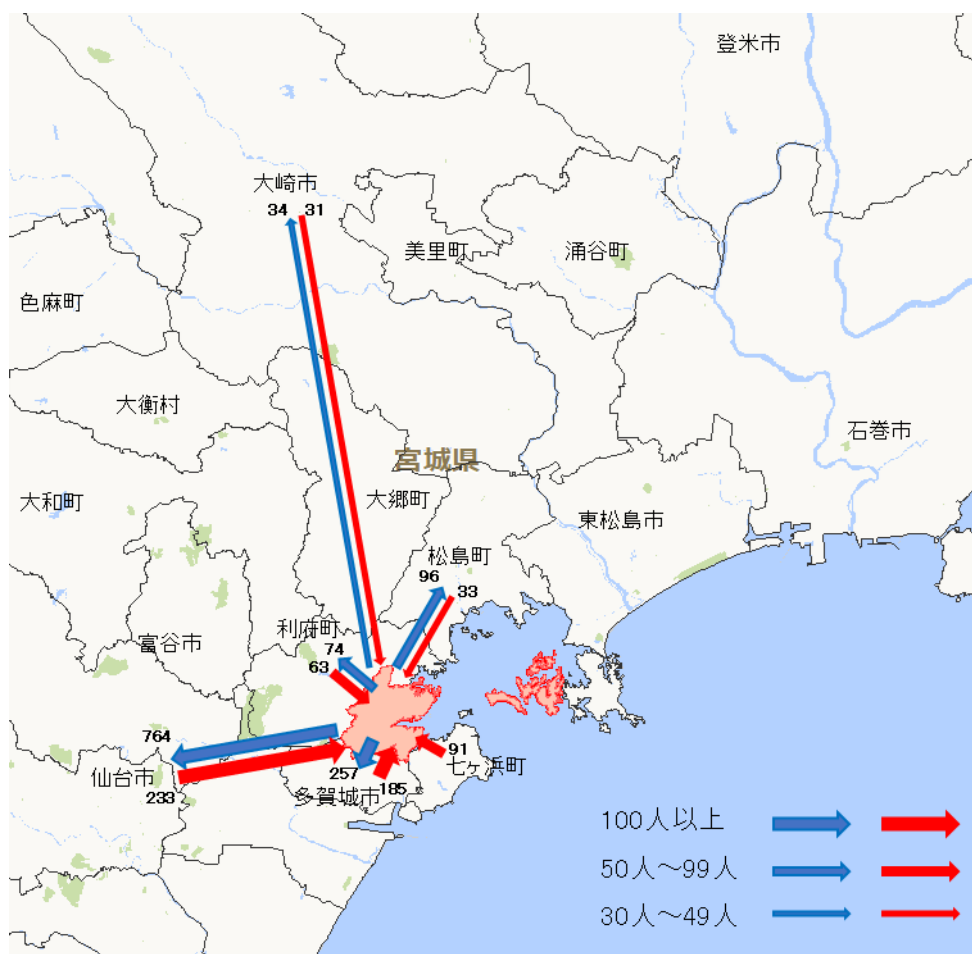 登米市
大崎市
34 31
美里町
涌谷町
色麻町
大衡村
石巻市
宮城県
大和町
大郷町
東松島市
松島町
96
33
利府町
富谷市
74
63
764
仙台市
233
257
多賀城市
185
91
七ヶ浜町
100人以上
50人～99人
30人～49人